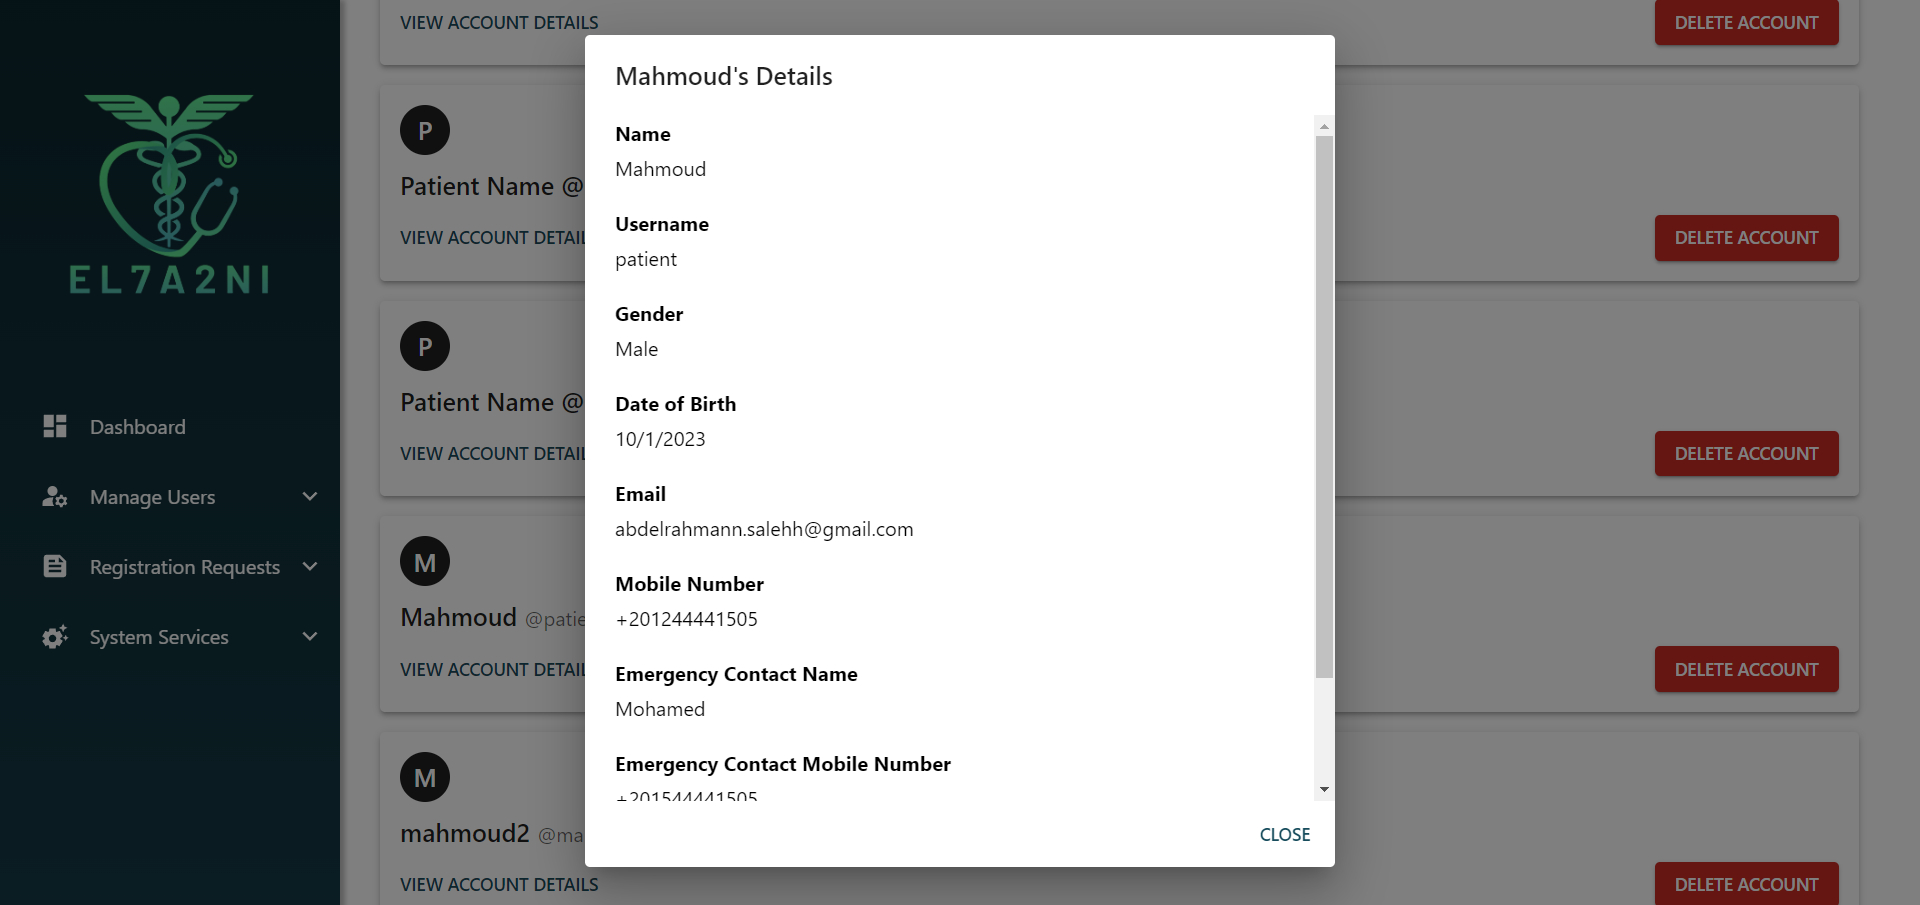 EL7A2NI
Dashboard
Manage Users
Registration Requests
System Services
VIEW ACCOUNT DETAILS
DELETE ACCOUNT
P
Patient Name @
VIEW ACCOUNT DETAIL
DELETE ACCOUNT
P
Patient Name @
VIEW ACCOUNT DETAIL
DELETE ACCOUNT
M
Mahmoud @patie
VIEW ACCOUNT DETAIL
DELETE ACCOUNT
M
mahmoud2 @ma
VIEW ACCOUNT DETAILS
DELETE ACCOUNT
Mahmoud's Details
Name
Mahmoud
Username
patient
Gender
Male
Date of Birth
10/1/2023
Email
abdelrahmann.salehh@gmail.com
Mobile Number
+201244441505
Emergency Contact Name
Mohamed
Emergency Contact Mobile Number
+201544441505
CLOSE